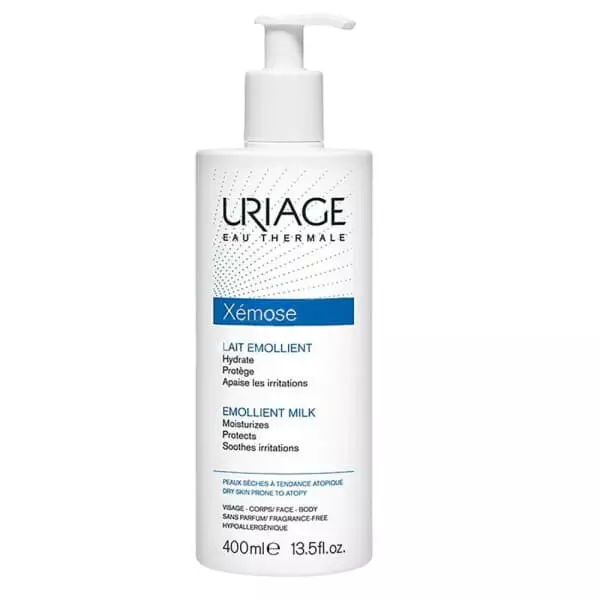 URIAGE
EAU THERMALE
Xémose
LAIT EMOLLIENT
Hydrate
Protège
Apaise les irritations
EMOLLIENT MILK
Moisturizes
Protects
Soothes irritations
PEAUX SÈCHES À TENDANCE ATOPIQUE
DRY SKIN PRONE TO ATOPY
VISAGE - CORPS/ FACE - BODY
SANS PARFUM/ FRAGRANCE-FREE
HYPOALLERGÉNIQUE
400ml℮ 13.5fl.oz.